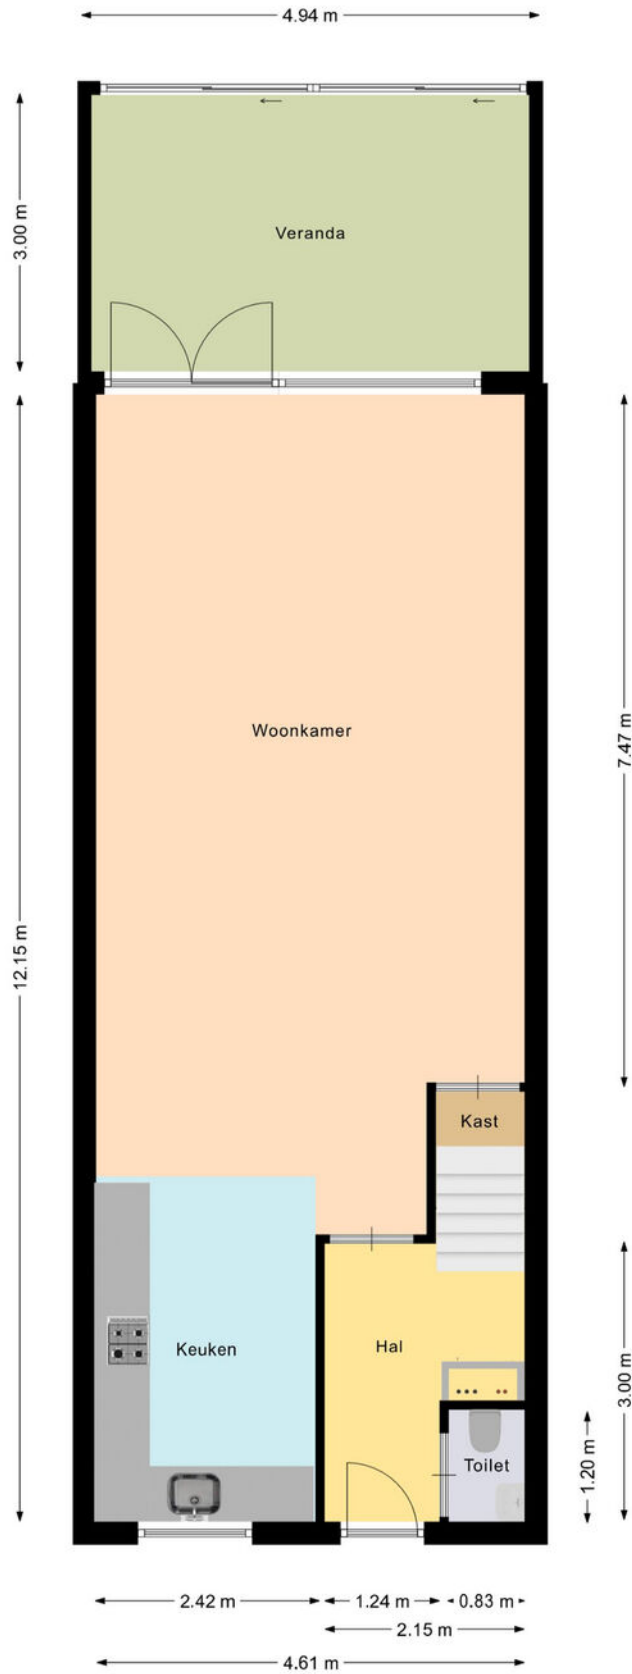 4.94 m
3.00 m
Veranda
Woonkamer
7.47 m
12.15 m
Kast
Keuken
Hal
3.00 m
Toilet
1.20 m
2.42 m
1.24 m
0.83 m
2.15 m
4.61 m